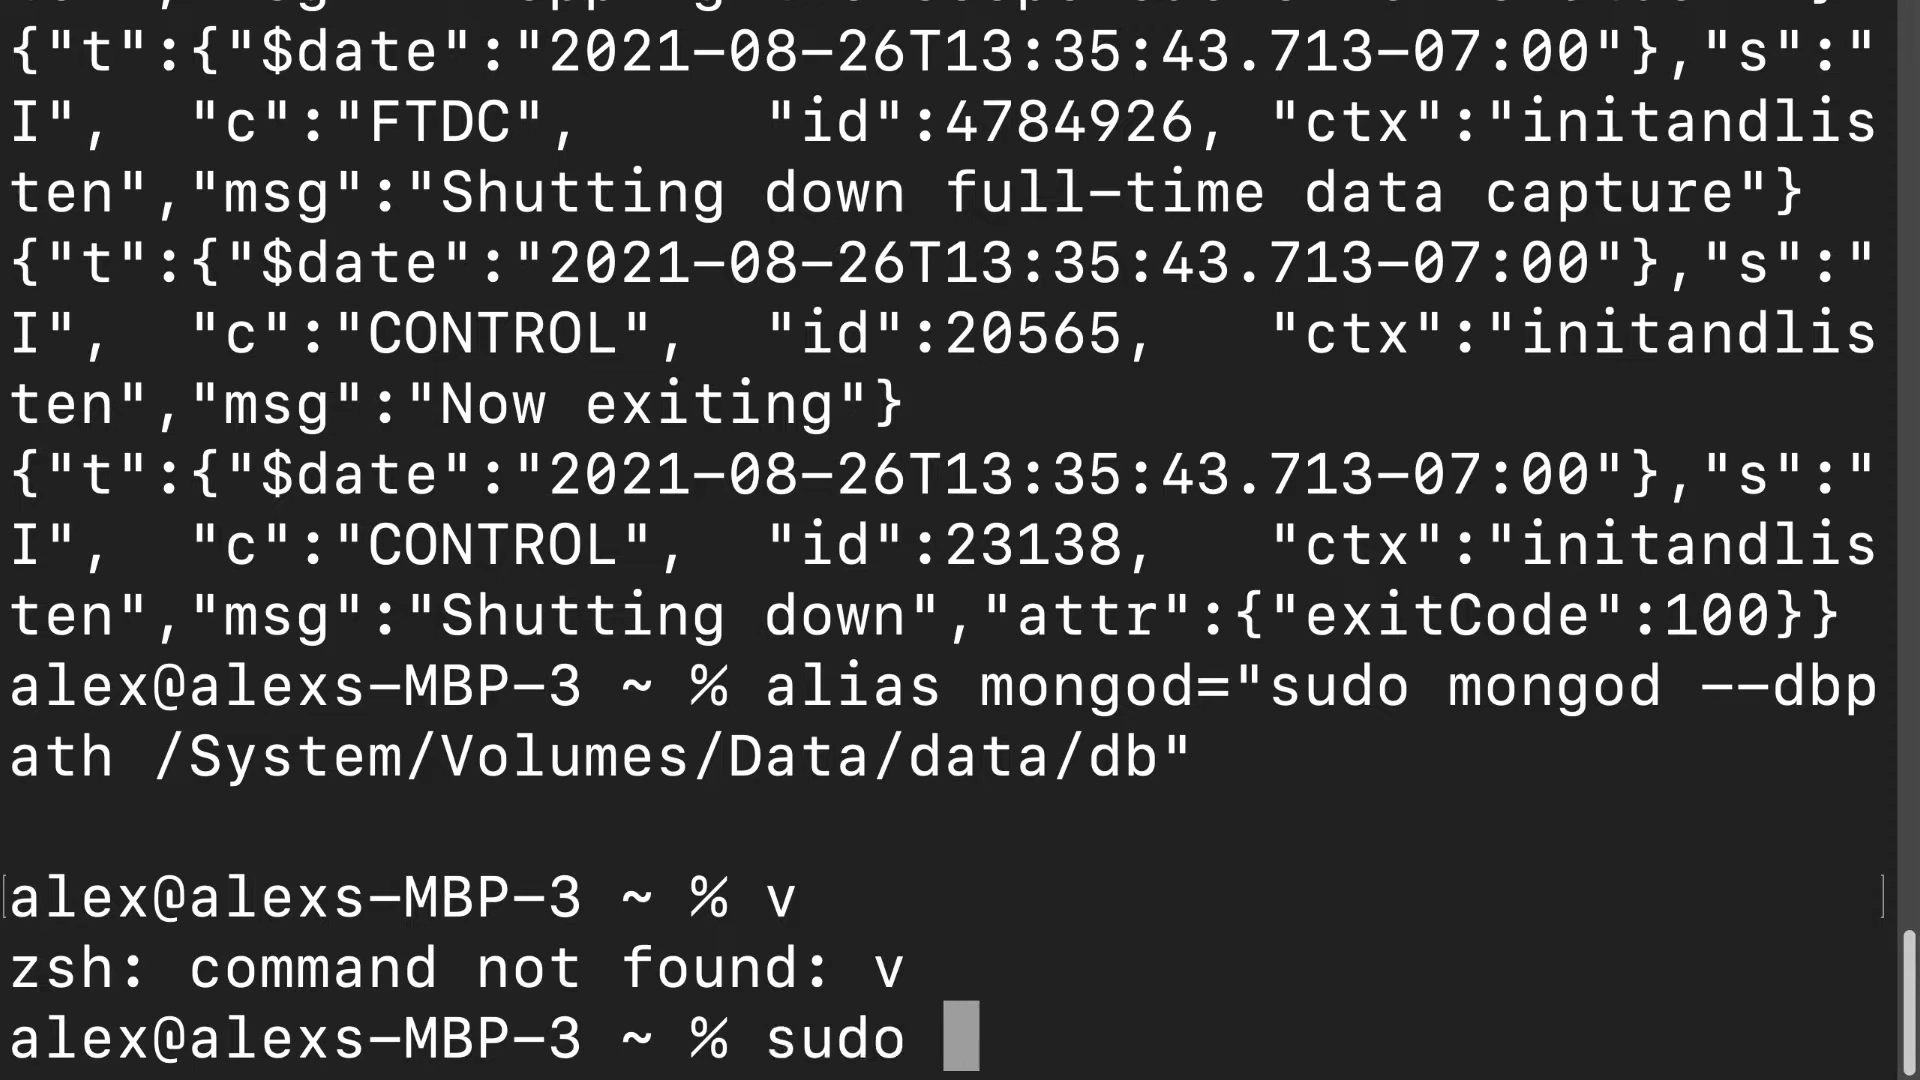 {"t":{"$date":"2021-08-26T13:35:43.713-07:00"},"s":"
I",  "c":"FTDC",     "id":4784926, "ctx":"initandlis
ten","msg":"Shutting down full-time data capture"}
{"t":{"$date":"2021-08-26T13:35:43.713-07:00"},"s":"
I",  "c":"CONTROL",  "id":20565,   "ctx":"initandlis
ten","msg":"Now exiting"}
{"t":{"$date":"2021-08-26T13:35:43.713-07:00"},"s":"
I",  "c":"CONTROL",  "id":23138,   "ctx":"initandlis
ten","msg":"Shutting down","attr":{"exitCode":100}}
alex@alexs-MBP-3 ~ % alias mongod="sudo mongod --dbp
ath /System/Volumes/Data/data/db"
alex@alexs-MBP-3 ~ % v
zsh: command not found: v
alex@alexs-MBP-3 ~ % sudo